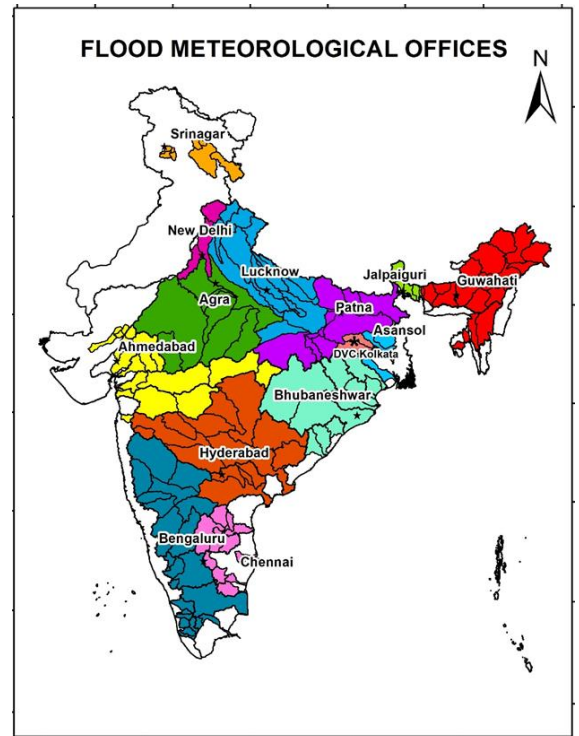 FLOOD METEOROLOGICAL OFFICES
N
Srinagar
New Delhi
Lucknow
Jalpaiguri
Guwahati
Agra
Patna
Asansol
Ahmedabad
DVC Kolkata
Bhubaneshwar
Hyderabad
Bengaluru
Chennai